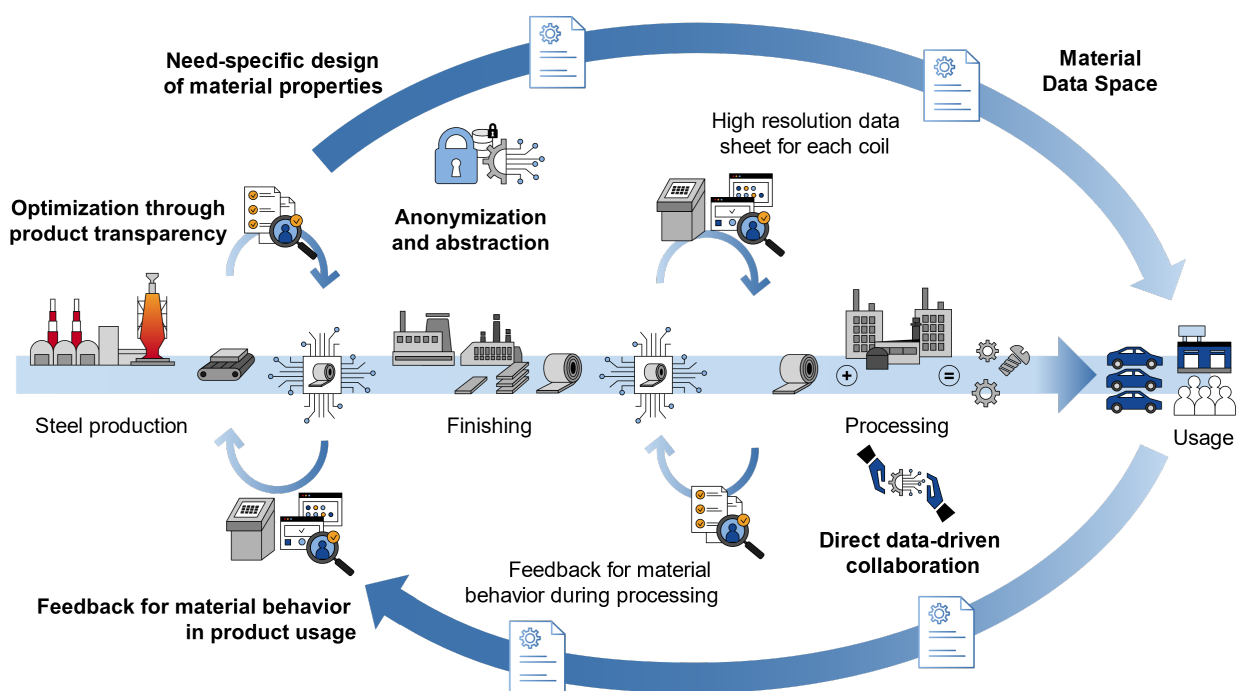 Need-specific design
of material properties
Material
Data Space
High resolution data
sheet for each coil
Optimization through
product transparency
Anonymization
and abstraction
+
=
Steel production
Finishing
Processing
Usage
Direct data-driven
collaboration
Feedback for material
behavior during processing
Feedback for material behavior
in product usage